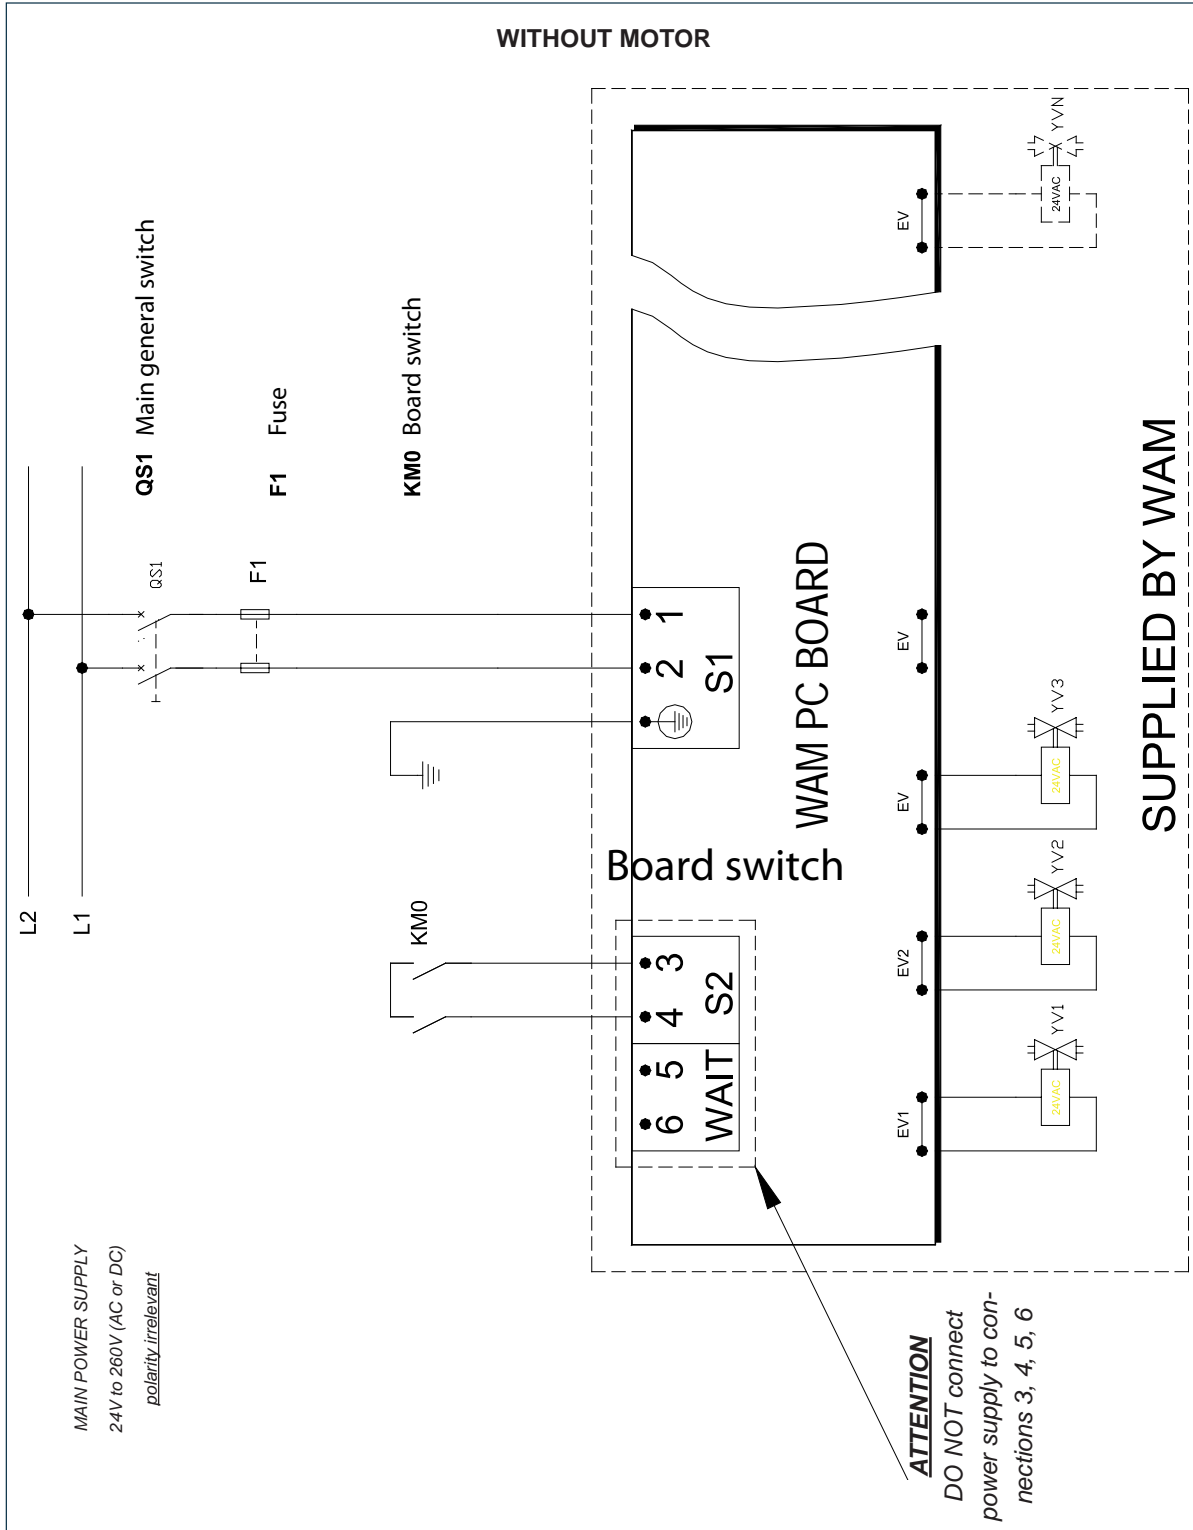 WITHOUT MOTOR
MAIN POWER SUPPLY
24V to 260V (AC or DC)
polarity irrelevant
L2
L1
QS1 Main general switch
F1 Fuse
KM0 Board switch
QS1
F1
KM0
6
5
4
3
2
1
WAIT
S2
S1
Board switch
WAM PC BOARD
EV1
EV2
EV
EV
EV
24VAC
YV1
24VAC
YV2
24VAC
YV3
24VAC
YVN
SUPPLIED BY WAM
ATTENTION
DO NOT connect
power supply to con-
nections 3, 4, 5, 6